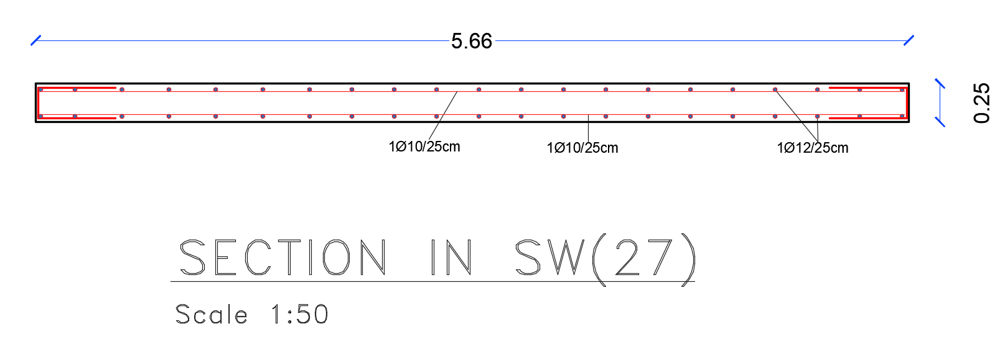 5.66
0.25
1Ø10/25cm
1Ø10/25cm
1Ø12/25cm
SECTION IN SW(27)
Scale 1:50